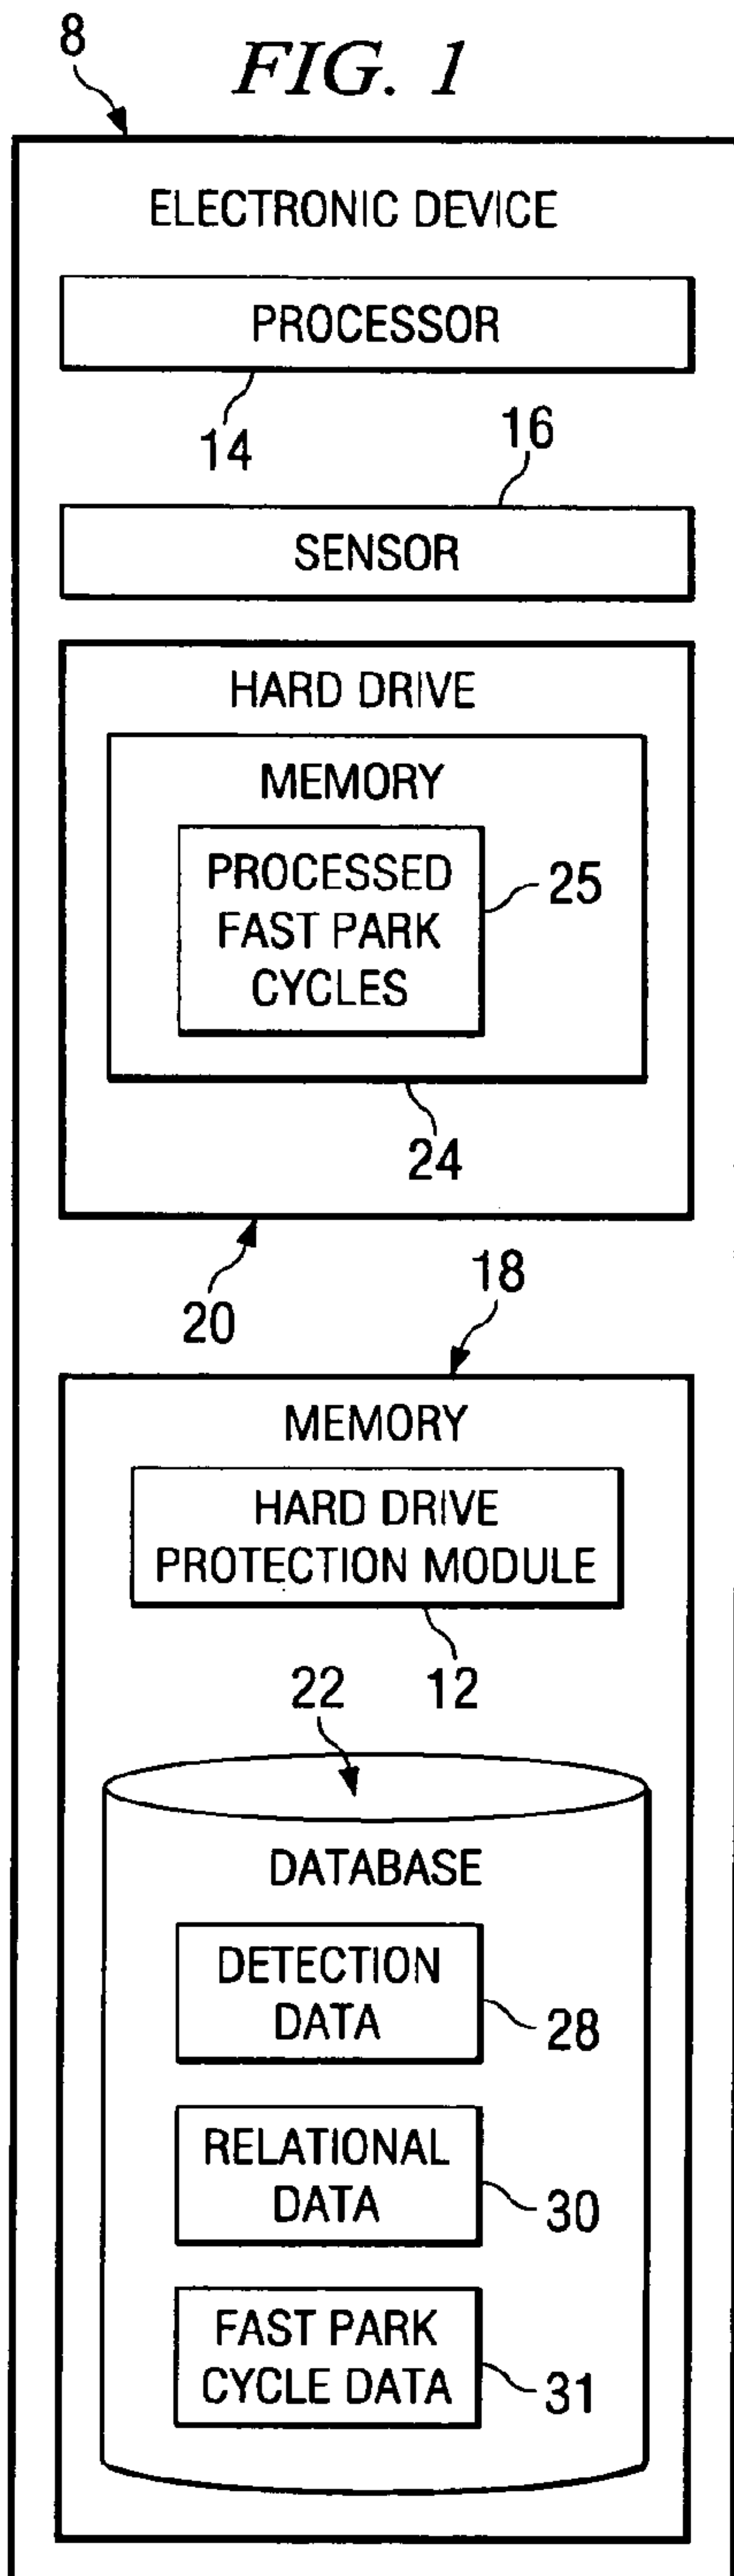 8
FIG. 1
ELECTRONIC DEVICE
PROCESSOR
14
16
SENSOR
HARD DRIVE
MEMORY
PROCESSED
FAST PARK
CYCLES
25
24
20
18
MEMORY
HARD DRIVE
PROTECTION MODULE
12
22
DATABASE
DETECTION
DATA
28
RELATIONAL
DATA
30
FAST PARK
CYCLE DATA
31